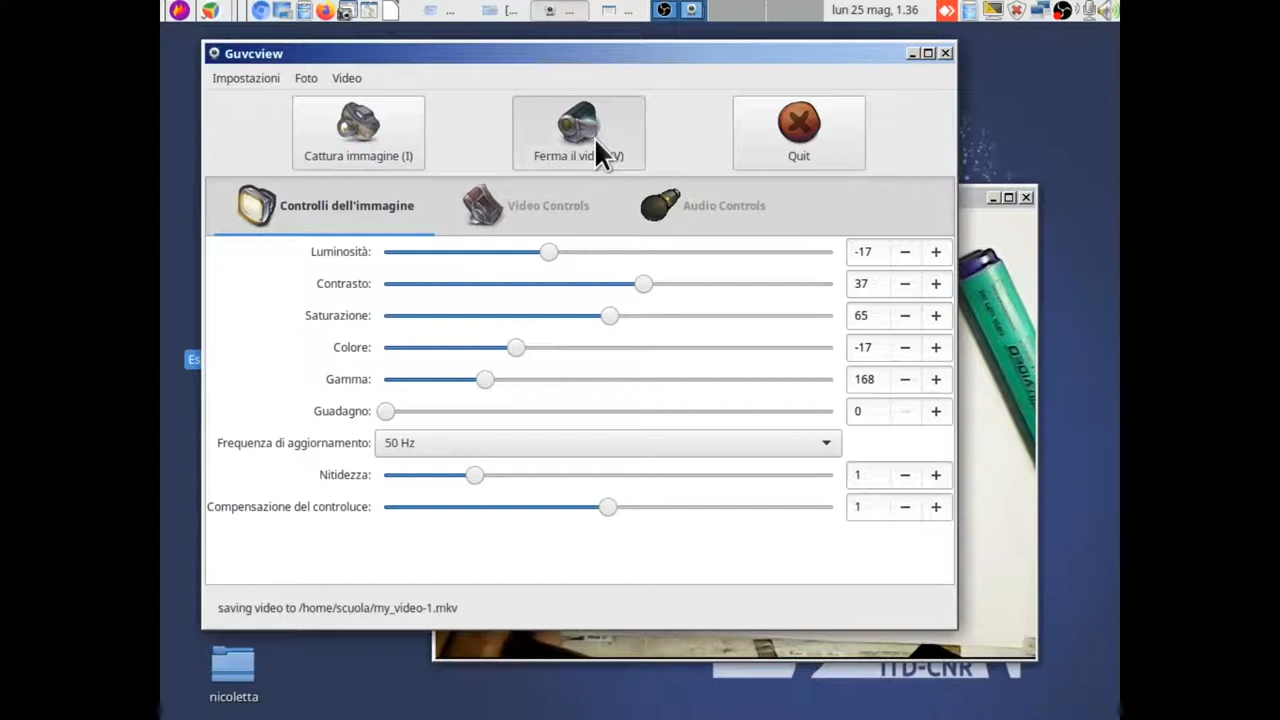 ... [... ... ... lun 25 mag, 1.36
Guvcview
Impostazioni Foto Video
Cattura immagine (I) Ferma il video (V) Quit
Controlli dell'immagine Video Controls Audio Controls
Luminosità: -17
Contrasto: 37
Saturazione: 65
Colore: -17
Gamma: 168
Guadagno: 0
Frequenza di aggiornamento: 50 Hz
Nitidezza: 1
Compensazione del controluce: 1
saving video to /home/scuola/my_video-1.mkv
Es
nicoletta
ITD-CNR